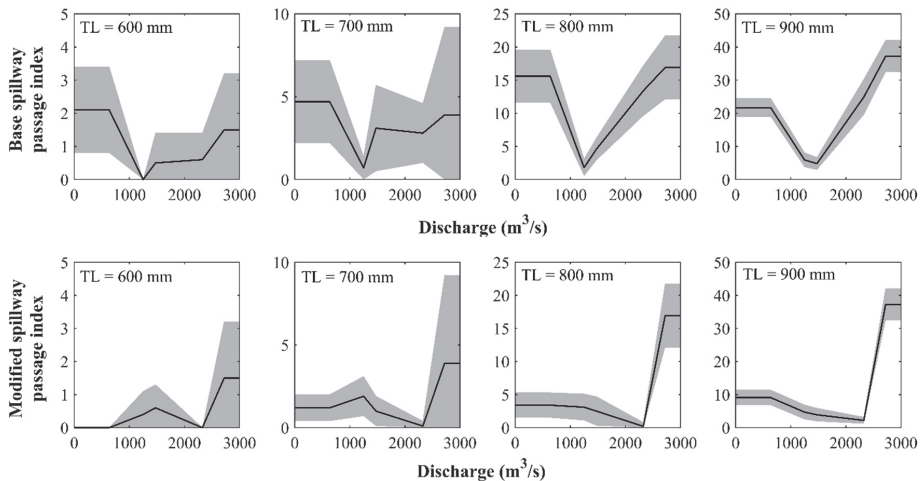 Base spillway
passage index
TL = 600 mm
5
4
3
2
1
0
0 1000 2000 3000
TL = 700 mm
10
5
0
0 1000 2000 3000
TL = 800 mm
25
20
15
10
5
0
0 1000 2000 3000
TL = 900 mm
50
40
30
20
10
0
0 1000 2000 3000
Discharge (m³/s)
Modified spillway
passage index
TL = 600 mm
5
4
3
2
1
0
0 1000 2000 3000
TL = 700 mm
10
5
0
0 1000 2000 3000
TL = 800 mm
25
20
15
10
5
0
0 1000 2000 3000
TL = 900 mm
50
40
30
20
10
0
0 1000 2000 3000
Discharge (m³/s)